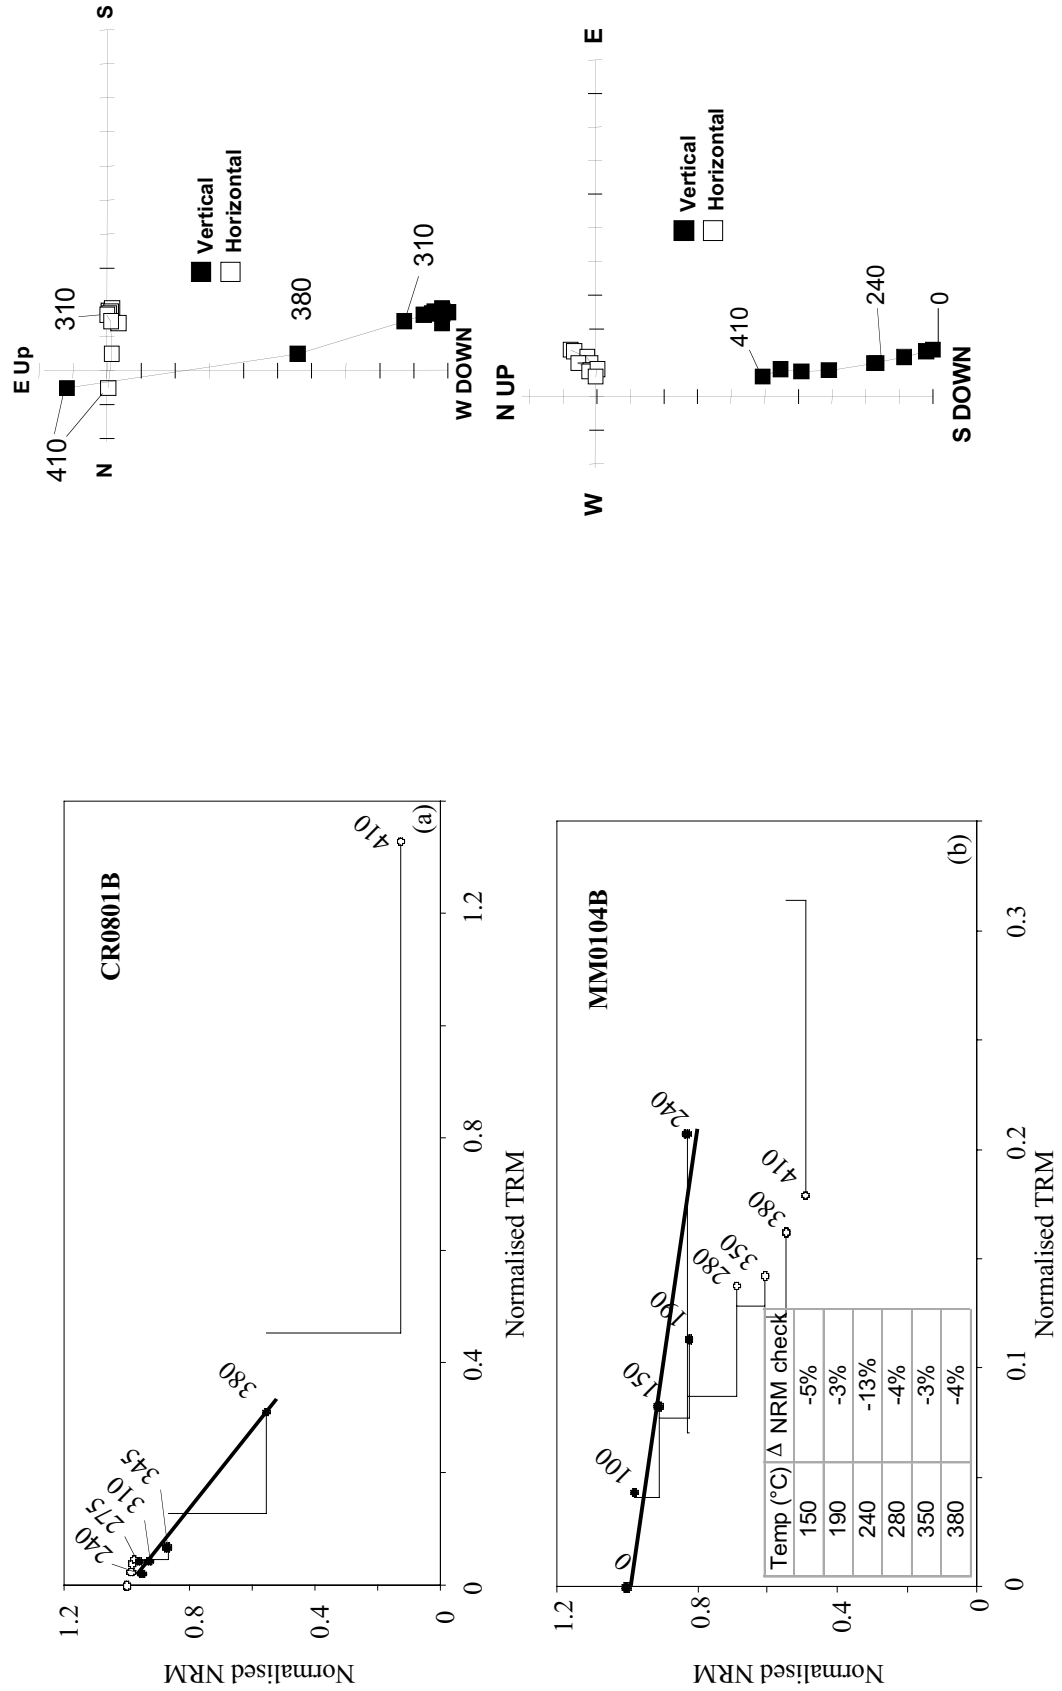 CR0801B
(a)
Normalised NRM
1.2
0.8
0.4
0
240
275
310
345
380
410
0
0.4
0.8
1.2
Normalised TRM
E Up
410
310
N
S
Vertical
Horizontal
380
310
W DOWN
MM0104B
(b)
Normalised NRM
1.2
0.8
0.4
0
0
100
150
190
240
280
350
380
410
Temp (°C) Δ NRM check
150 -5%
190 -3%
240 -13%
280 -4%
350 -3%
380 -4%
0
0.1
0.2
0.3
Normalised TRM
N UP
W
E
Vertical
Horizontal
410
240
0
S DOWN